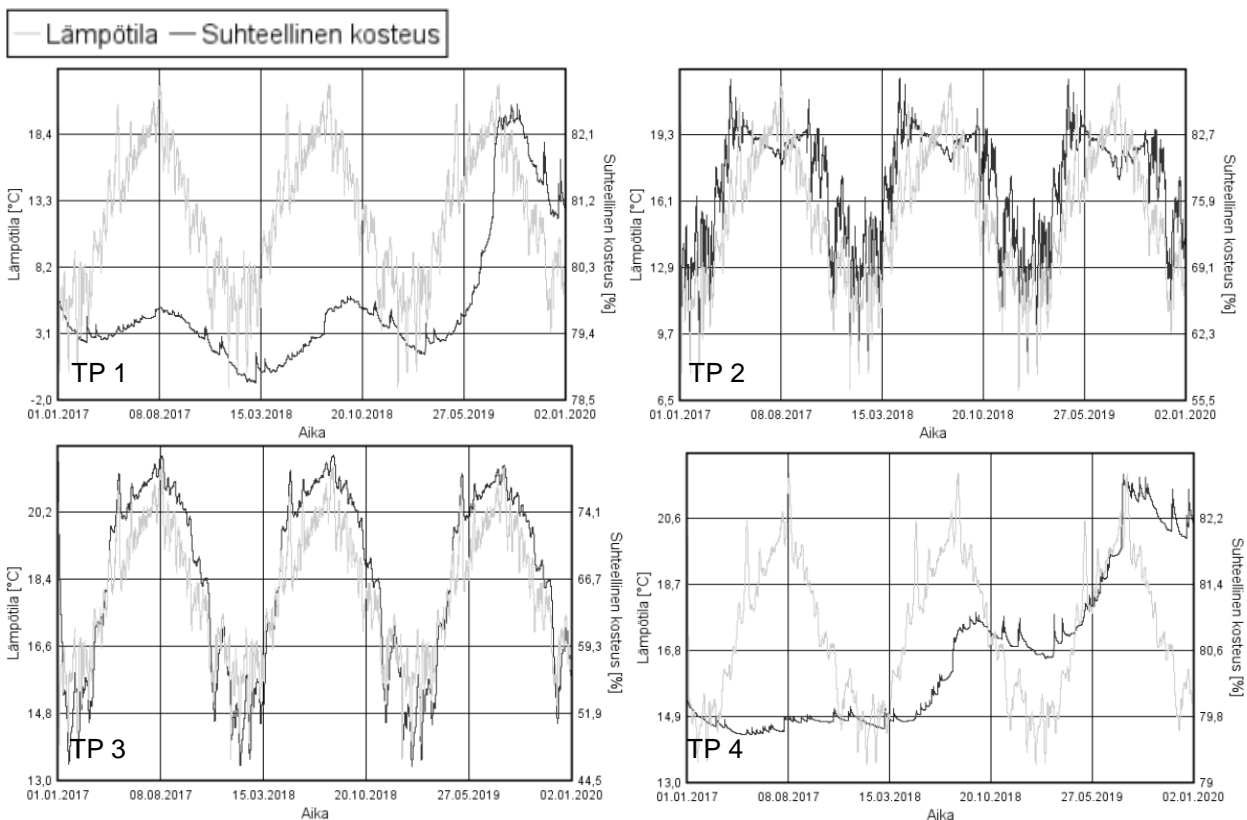 Lämpötila Suhteellinen kosteus
Lämpötila [°C]
18,4
13,3
8,2
3,1
-2,0
82,1
81,2
80,3
79,4
78,5
Suhteellinen kosteus [%]
TP 1
01.01.2017 08.08.2017 15.03.2018 20.10.2018 27.05.2019 02.01.2020
Aika
Lämpötila [°C]
19,3
16,1
12,9
9,7
6,5
82,7
75,9
69,1
62,3
55,5
Suhteellinen kosteus [%]
TP 2
01.01.2017 08.08.2017 15.03.2018 20.10.2018 27.05.2019 02.01.2020
Aika
Lämpötila [°C]
20,2
18,4
16,6
14,8
13,0
74,1
66,7
59,3
51,9
44,5
Suhteellinen kosteus [%]
TP 3
01.01.2017 08.08.2017 15.03.2018 20.10.2018 27.05.2019 02.01.2020
Aika
Lämpötila [°C]
20,6
18,7
16,8
14,9
13,0
82,2
81,4
80,6
79,8
79
Suhteellinen kosteus [%]
TP 4
01.01.2017 08.08.2017 15.03.2018 20.10.2018 27.05.2019 02.01.2020
Aika